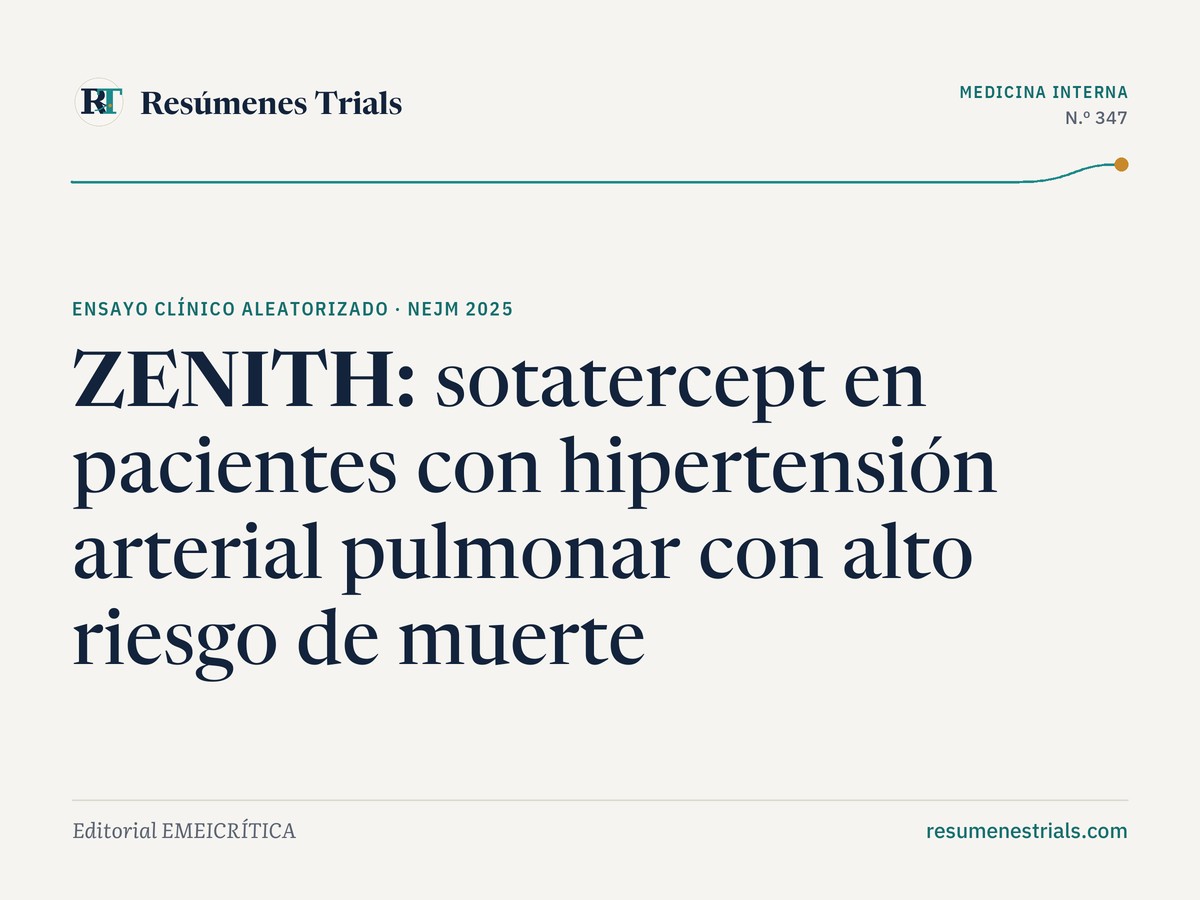 RT Resúmenes Trials
MEDICINA INTERNA
N.º 347
ENSAYO CLÍNICO ALEATORIZADO · NEJM 2025
ZENITH: sotatercept en
pacientes con hipertensión
arterial pulmonar con alto
riesgo de muerte
Editorial EMEICRÍTICA
resumenestrials.com